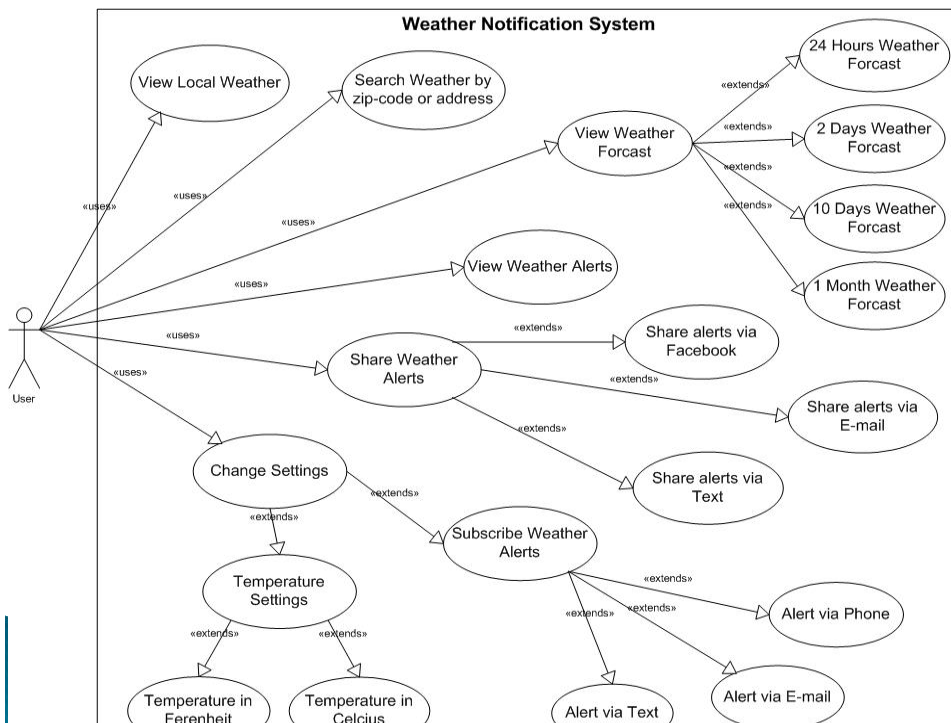 Weather Notification System
View Local Weather
Search Weather by
zip-code or address
24 Hours Weather
Forcast
«extends»
View Weather
Forcast
«extends»
2 Days Weather
Forcast
«extends»
10 Days Weather
Forcast
«extends»
1 Month Weather
Forcast
«uses»
«uses»
«uses»
View Weather Alerts
«uses»
User
«uses»
Share Weather
Alerts
«extends»
Share alerts via
Facebook
«extends»
Share alerts via
E-mail
«extends»
Share alerts via
Text
«uses»
Change Settings
«extends»
«extends»
Subscribe Weather
Alerts
Temperature
Settings
«extends»
«extends»
Temperature in
Ferenheit
Temperature in
Celcius
«extends»
Alert via Phone
«extends»
Alert via E-mail
«extends»
Alert via Text